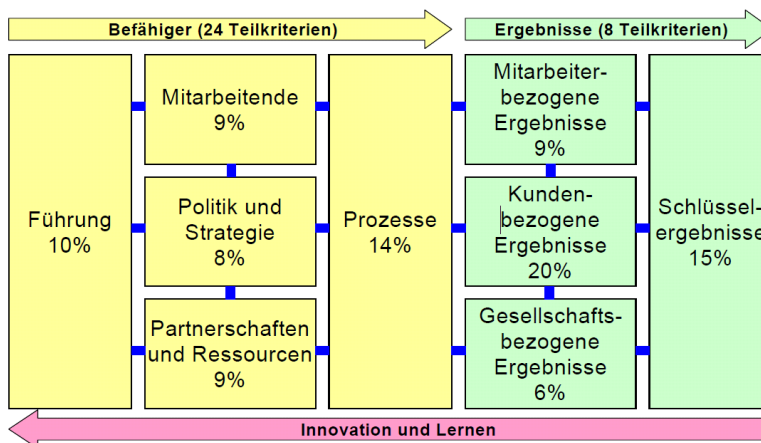 Befähiger (24 Teilkriterien)
Ergebnisse (8 Teilkriterien)
Führung
10%
Mitarbeitende
9%
Politik und
Strategie
8%
Partnerschaften
und Ressourcen
9%
Prozesse
14%
Mitarbeiter-
bezogene
Ergebnisse
9%
Kunden-
bezogene
Ergebnisse
20%
Gesellschafts-
bezogene
Ergebnisse
6%
Schlüssel-
ergebnisse
15%
Innovation und Lernen